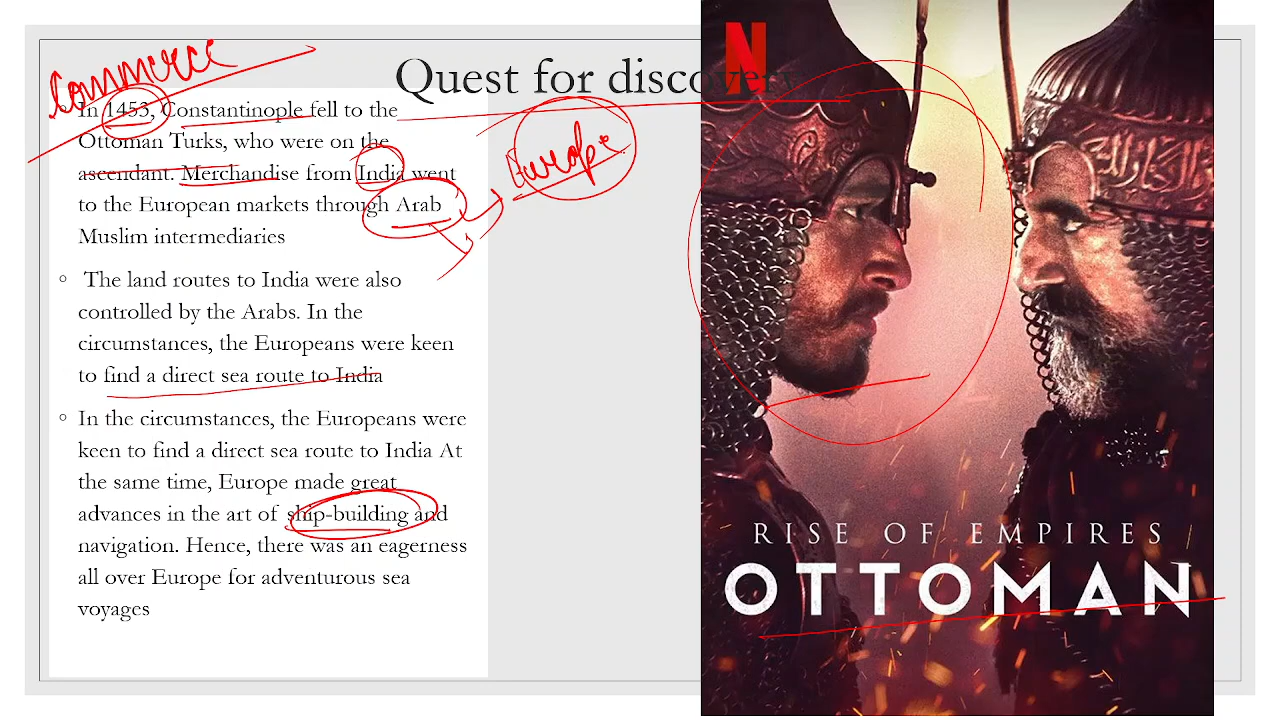 Commerce
Quest for discovery
In 1453, Constantinople fell to the
Ottoman Turks, who were on the
ascendant. Merchandise from India went
to the European markets through Arab
Muslim intermediaries
Europe
The land routes to India were also
controlled by the Arabs. In the
circumstances, the Europeans were keen
to find a direct sea route to India
In the circumstances, the Europeans were
keen to find a direct sea route to India At
the same time, Europe made great
advances in the art of ship-building and
navigation. Hence, there was an eagerness
all over Europe for adventurous sea
voyages
N
RISE OF EMPIRES
OTTOMAN